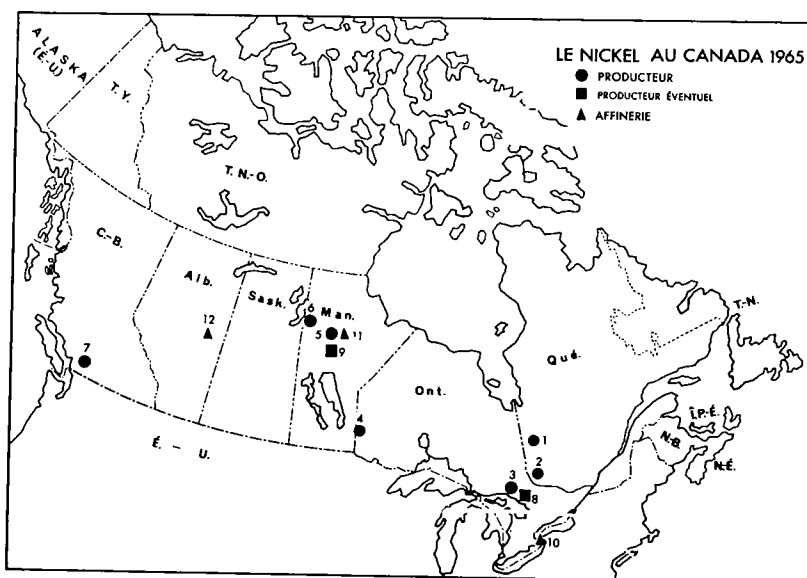 LE NICKEL AU CANADA 1965
PRODUCTEUR
PRODUCTEUR ÉVENTUEL
AFFINERIE
ALASKA
(É-U)
T.Y.
T.N.-O.
C.-B.
Alb.
Sask.
Man.
Ont.
Qué.
T.-N.
I.P.-É.
N.-B.
N.-É.
É. - U.
12
6
5
11
9
7
4
1
2
3
8
10